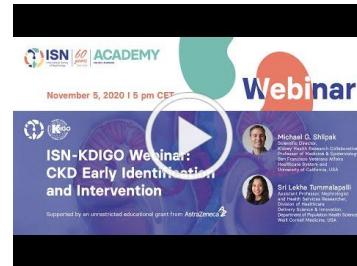 ISN
60
years
ACADEMY
Webinar
November 5, 2020 I 5 pm CET
KDIGO
ISN-KDIGO Webinar:
CKD Early Identification
and Intervention
Supported by an unrestricted educational grant from AstraZeneca
Michael G. Shlipak
Scientific Director,
Kidney Health Research Collaborative
Professor of Medicine & Epidemiology
San Francisco Veterans Affairs
Healthcare System and
University of California, USA
Sri Lekha Tummalapalli
Assistant Professor, Nephrologist
and Health Services Researcher,
Division of Healthcare
Delivery Science & Innovation,
Department of Population Health Sciences
Weill Cornell Medicine, USA